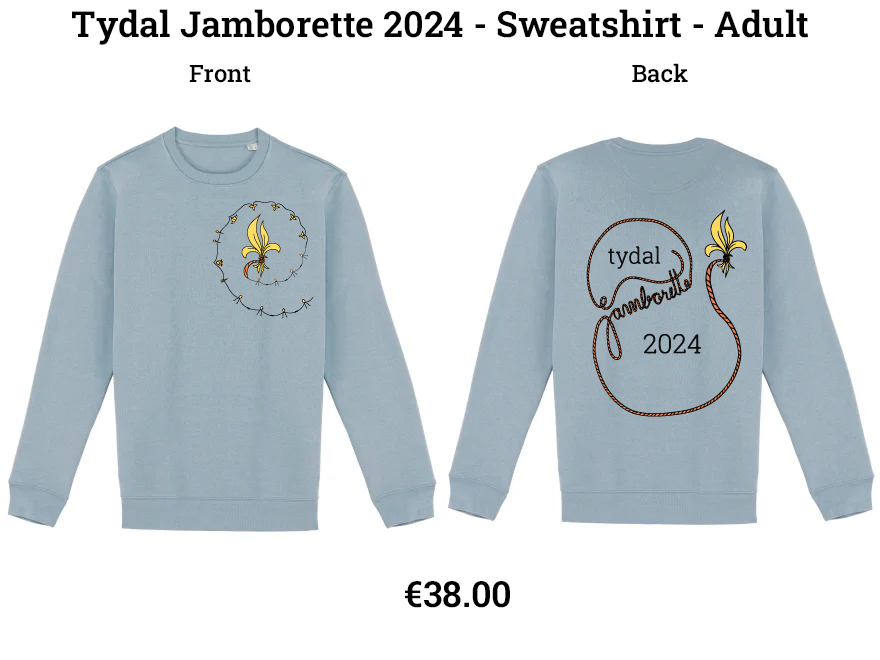 Tydal Jamborette 2024 - Sweatshirt - Adult
Front
Back
tydal
jamborette
2024
€38.00